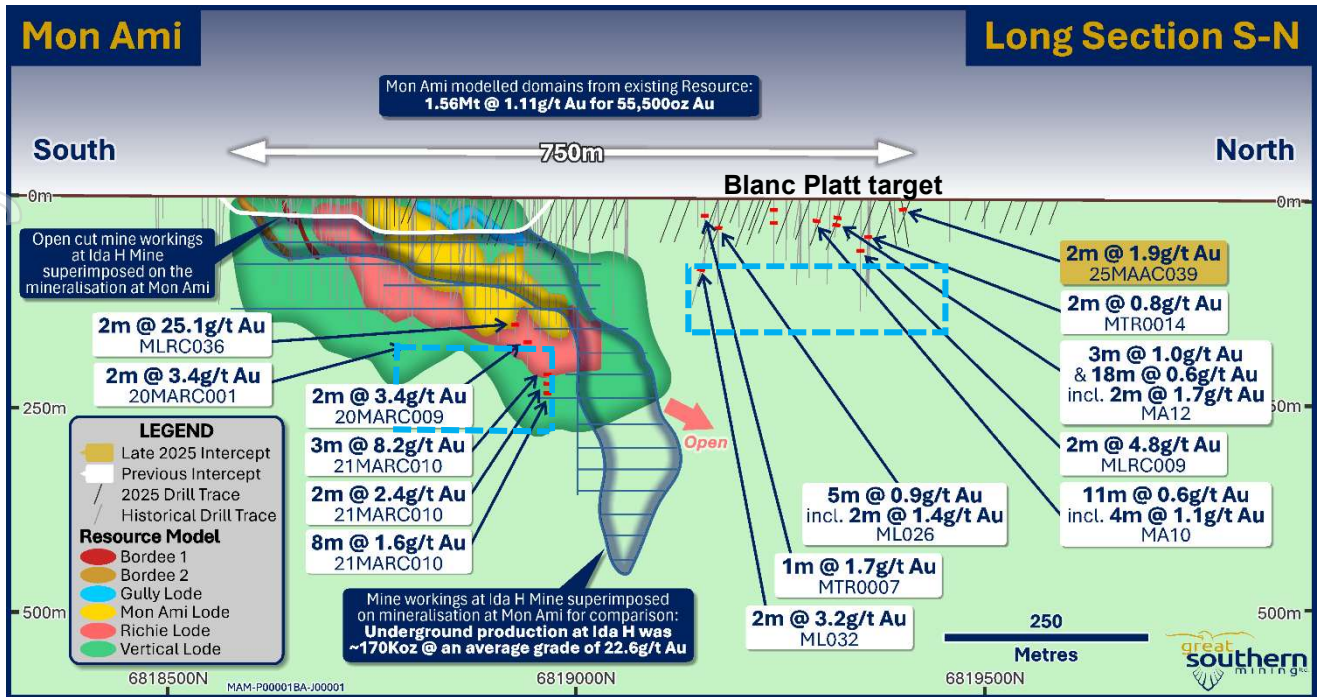 Mon Ami
Long Section S-N
Mon Ami modelled domains from existing Resource:
1.56Mt @ 1.11g/t Au for 55,500oz Au
South
750m
North
Blanc Platt target
0m
0m
Open cut mine workings
at Ida H Mine
superimposed on the
mineralisation at Mon Ami
2m @ 25.1g/t Au
MLRC036
2m @ 3.4g/t Au
20MARC001
2m @ 3.4g/t Au
20MARC009
3m @ 8.2g/t Au
21MARC010
2m @ 2.4g/t Au
21MARC010
8m @ 1.6g/t Au
21MARC010
250m
50m
Open
2m @ 1.9g/t Au
25MAAC039
2m @ 0.8g/t Au
MTR0014
3m @ 1.0g/t Au
& 18m @ 0.6g/t Au
incl. 2m @ 1.7g/t Au
MA12
2m @ 4.8g/t Au
MLRC009
11m @ 0.6g/t Au
incl. 4m @ 1.1g/t Au
MA10
5m @ 0.9g/t Au
incl. 2m @ 1.4g/t Au
ML026
1m @ 1.7g/t Au
MTR0007
2m @ 3.2g/t Au
ML032
LEGEND
Late 2025 Intercept
Previous Intercept
2025 Drill Trace
Historical Drill Trace
Resource Model
Bordee 1
Bordee 2
Gully Lode
Mon Ami Lode
Richie Lode
Vertical Lode
Mine workings at Ida H Mine superimposed
on mineralisation at Mon Ami for comparison:
Underground production at Ida H was
~170Koz @ an average grade of 22.6g/t Au
500m
500m
250
Metres
great
southern
mining
6818500N
MAM-P00001BA-J00001
6819000N
6819500N